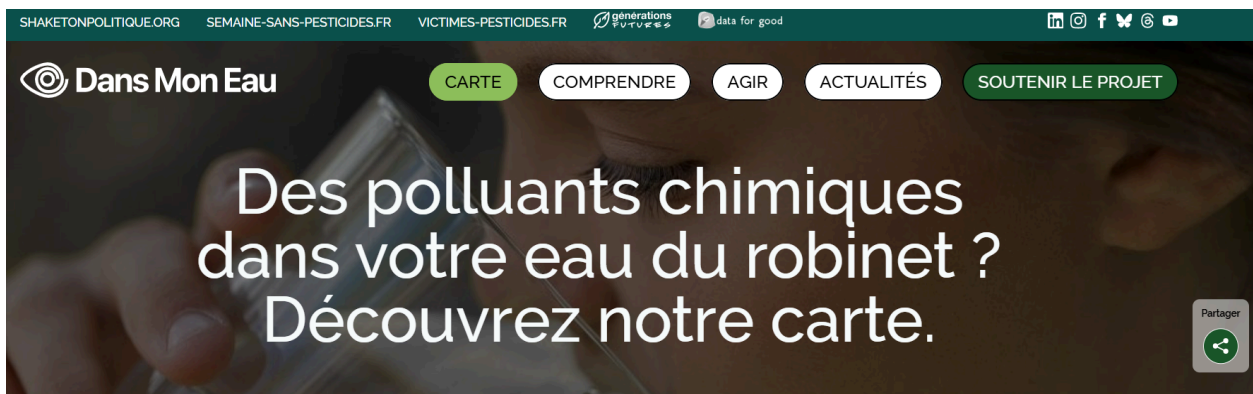 SHAKETONPOLITIQUE.ORG SEMAINE-SANS-PESTICIDES.FR VICTIMES-PESTICIDES.FR générations FUTURES data for good
Dans Mon Eau CARTE COMPRENDRE AGIR ACTUALITÉS SOUTENIR LE PROJET
Des polluants chimiques
dans votre eau du robinet ?
Découvrez notre carte.
Partager